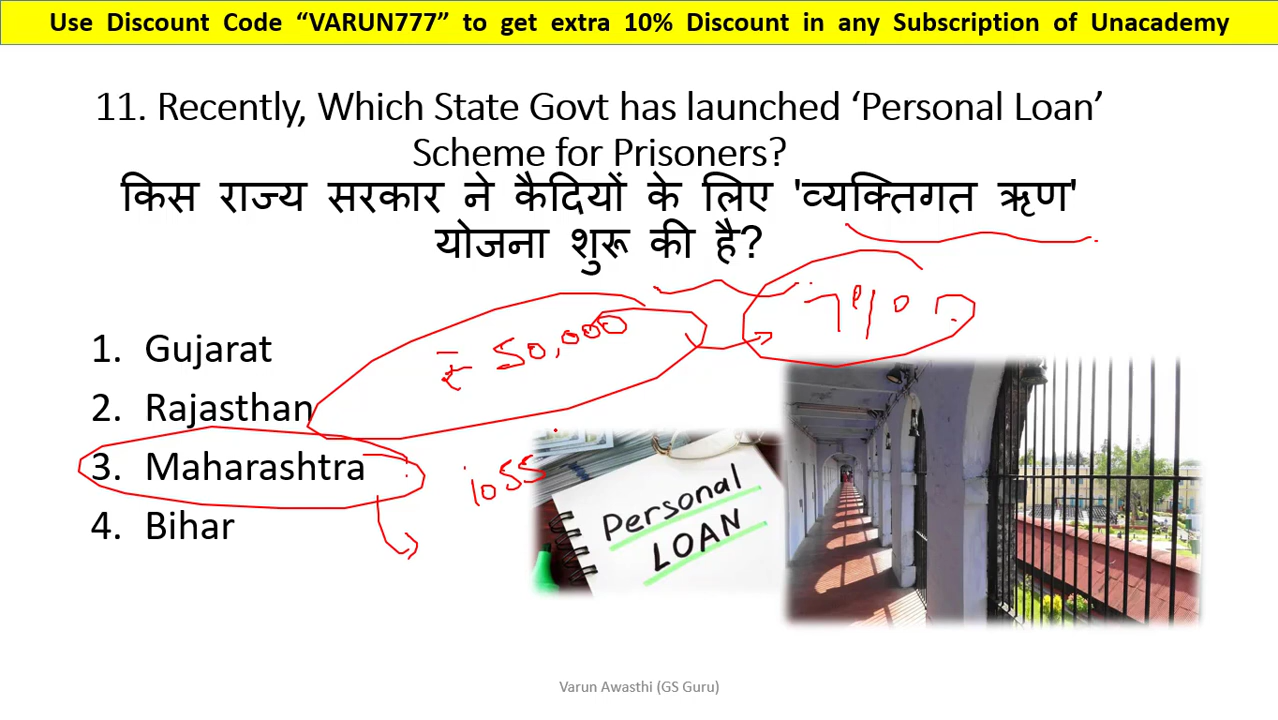 Use Discount Code “VARUN777” to get extra 10% Discount in any Subscription of Unacademy
11. Recently, Which State Govt has launched ‘Personal Loan’
Scheme for Prisoners?
किस राज्य सरकार ने कैदियों के लिए 'व्यक्तिगत ऋण'
योजना शुरू की है?
₹ 50,000
7%
1. Gujarat
2. Rajasthan
3. Maharashtra
4. Bihar
Personal
LOAN
Varun Awasthi (GS Guru)